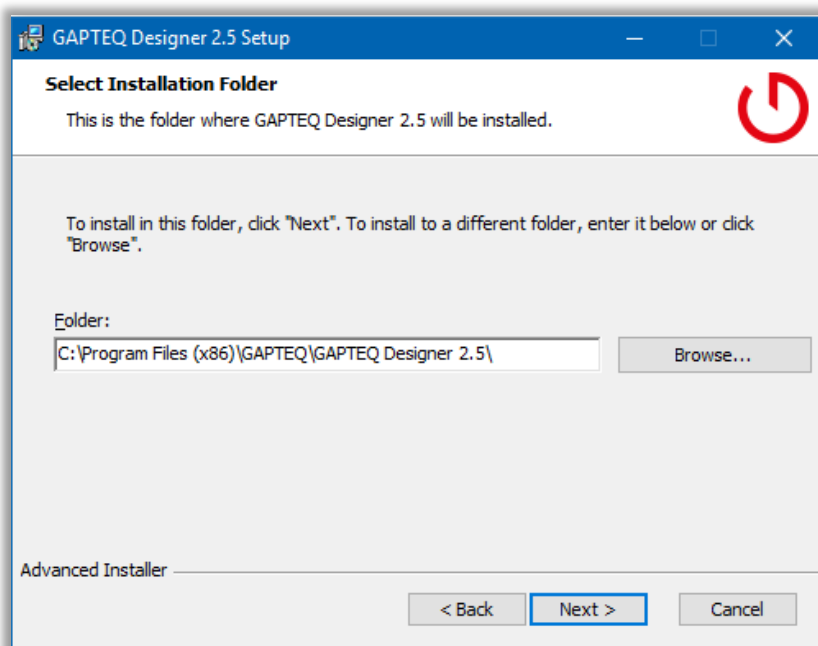 GAPTEQ Designer 2.5 Setup
Select Installation Folder
This is the folder where GAPTEQ Designer 2.5 will be installed.
To install in this folder, click "Next". To install to a different folder, enter it below or click
"Browse".
Folder:
C:\Program Files (x86)\GAPTEQ\GAPTEQ Designer 2.5\
Browse...
Advanced Installer
< Back
Next >
Cancel